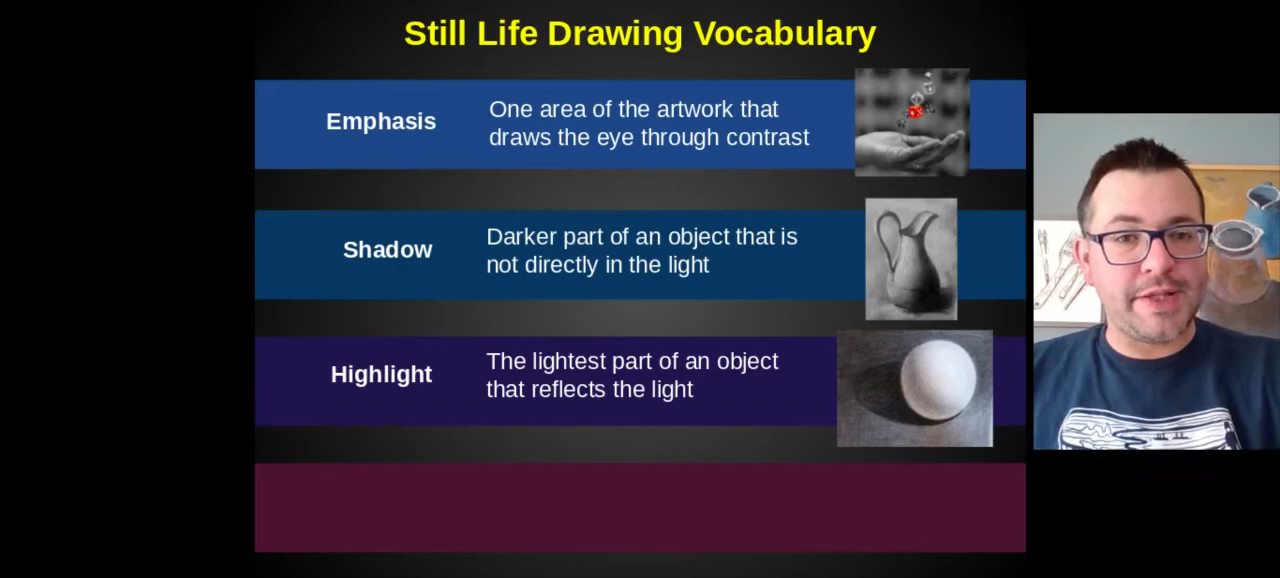 Still Life Drawing Vocabulary
Emphasis
One area of the artwork that
draws the eye through contrast
Shadow
Darker part of an object that is
not directly in the light
Highlight
The lightest part of an object
that reflects the light